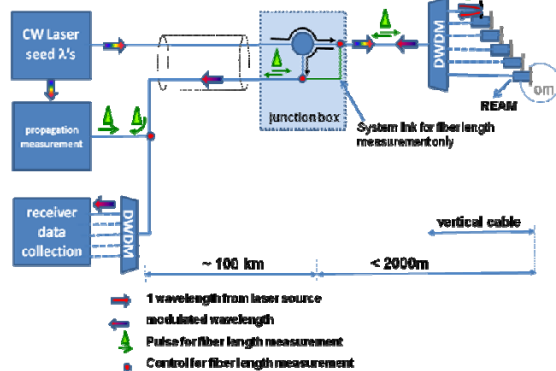 CW Laser
seed λ's
propagation
measurement
receiver
data
collection
DWDM
junction box
System link for fiber length
measurement only
DWDM
REAM
om
vertical cable
~ 100 km
< 2000m
1 wavelength from laser source
modulated wavelength
Pulse for fiber length measurement
Control for fiber length measurement